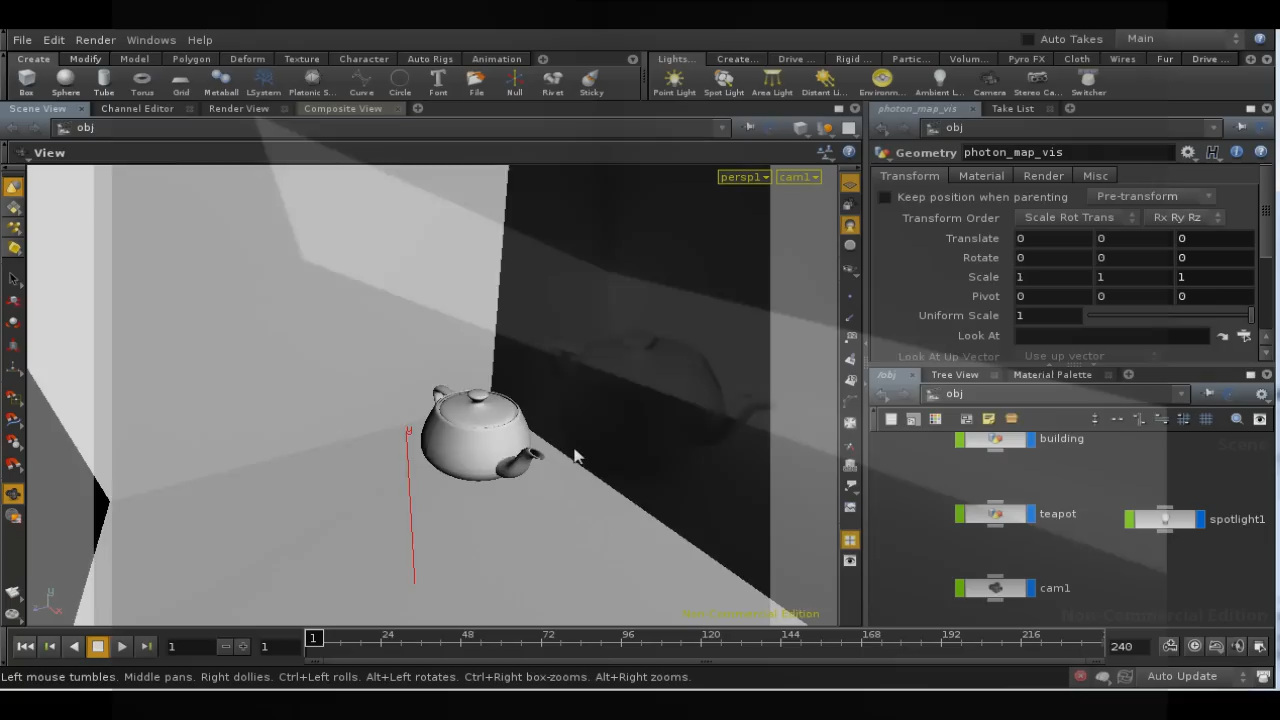 File Edit Render Windows Help Auto Takes Main
Create Modify Model Polygon Deform Texture Character Auto Rigs Animation Lights... Create... Drive ... Rigid ... Partic... Volum... Pyro FX Cloth Wires Fur Drive ...
Box Sphere Tube Torus Grid Metaball LSystem Platonic S... Curve Circle Font File Null Rivet Sticky Point Light Spot Light Area Light Distant Li... Environm... Ambient L... Stereo Ca... Switcher
Scene View Channel Editor Render View Composite View photon_map_vis Take List
obj obj
View Geometry photon_map_vis
persp1 cam1 Transform Material Render Misc
Keep position when parenting Pre-transform
Transform Order Scale Rot Trans Rx Ry Rz
Translate 0 0 0
Rotate 0 0 0
Scale 1 1 1
Pivot 0 0 0
Uniform Scale 1
Look At
Look At Up Vector Use up vector
/obj Tree View Material Palette
obj
y
building
Scene
teapot spotlight1
cam1
Non-Commercial Edition Non-Commercial Edition
y
1 1 1 24 48 72 96 120 144 168 192 216 240
Left mouse tumbles. Middle pans. Right dollies. Ctrl+Left rolls. Alt+Left rotates. Ctrl+Right box-zooms. Alt+Right zooms. Auto Update